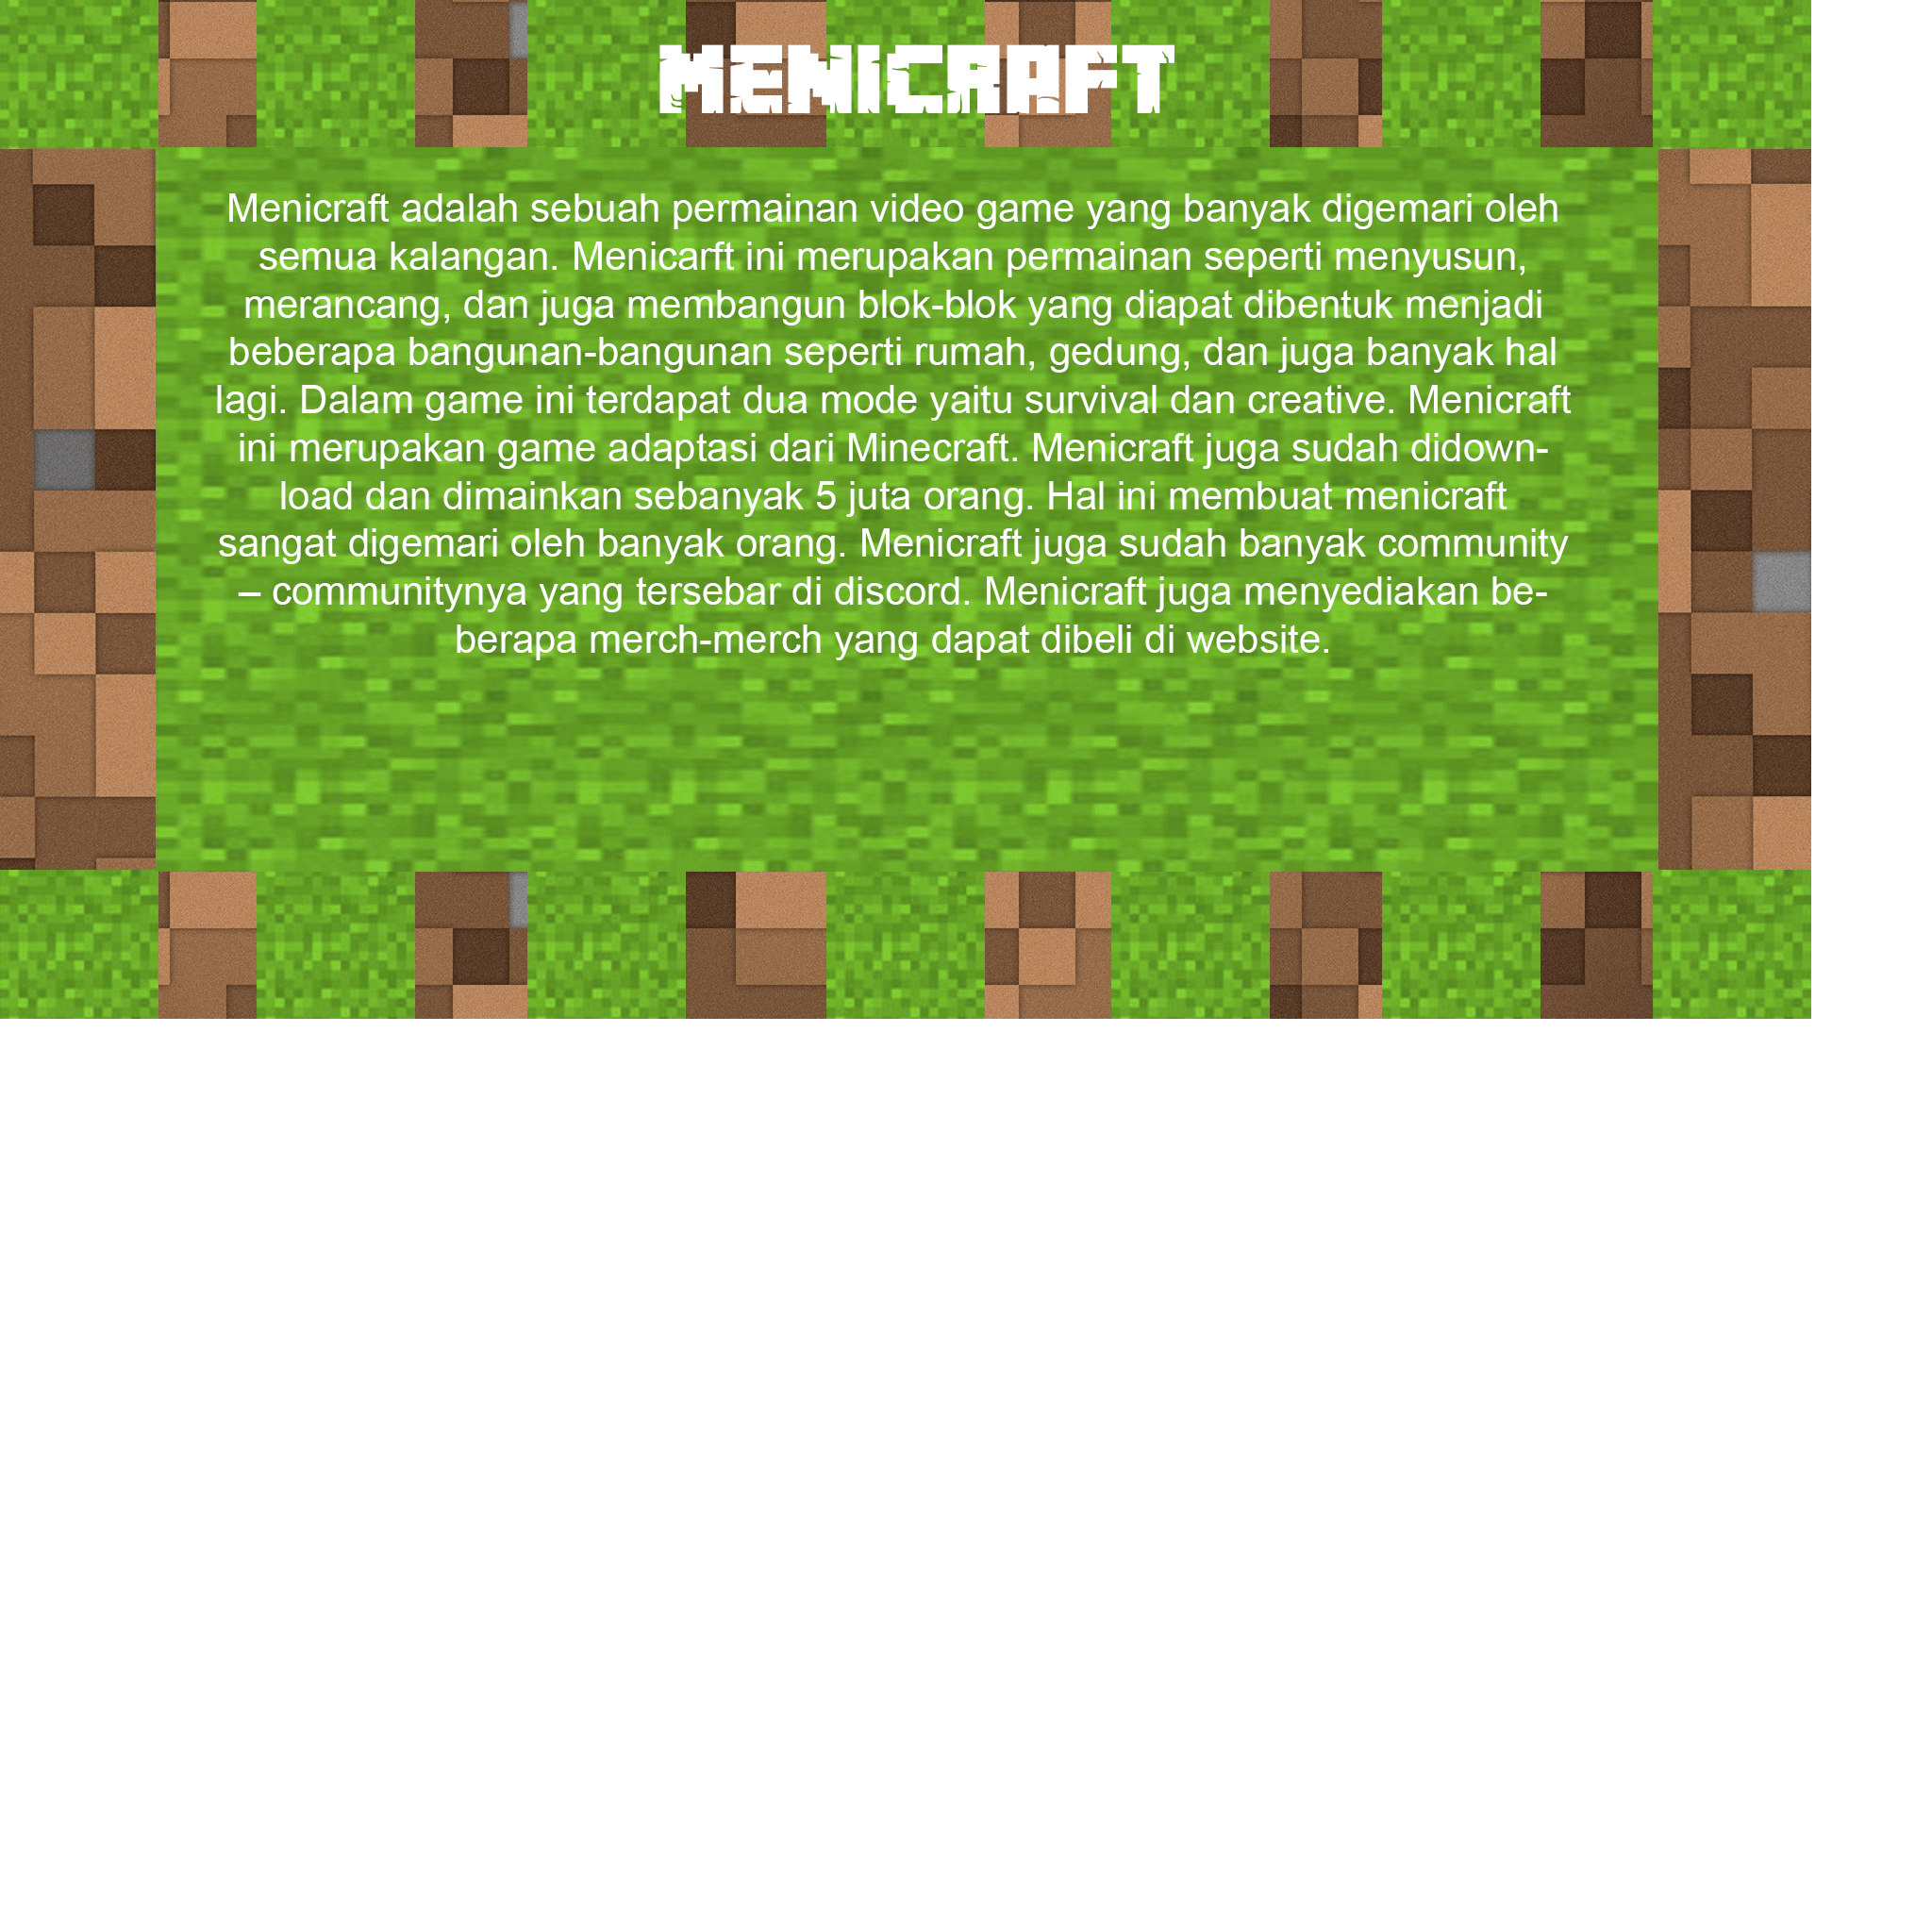 MENICRAFT
Menicraft adalah sebuah permainan video game yang banyak digemari oleh
semua kalangan. Menicarft ini merupakan permainan seperti menyusun,
merancang, dan juga membangun blok-blok yang diapat dibentuk menjadi
beberapa bangunan-bangunan seperti rumah, gedung, dan juga banyak hal
lagi. Dalam game ini terdapat dua mode yaitu survival dan creative. Menicraft
ini merupakan game adaptasi dari Minecraft. Menicraft juga sudah didown-
load dan dimainkan sebanyak 5 juta orang. Hal ini membuat menicraft
sangat digemari oleh banyak orang. Menicraft juga sudah banyak community
– communitynya yang tersebar di discord. Menicraft juga menyediakan be-
berapa merch-merch yang dapat dibeli di website.